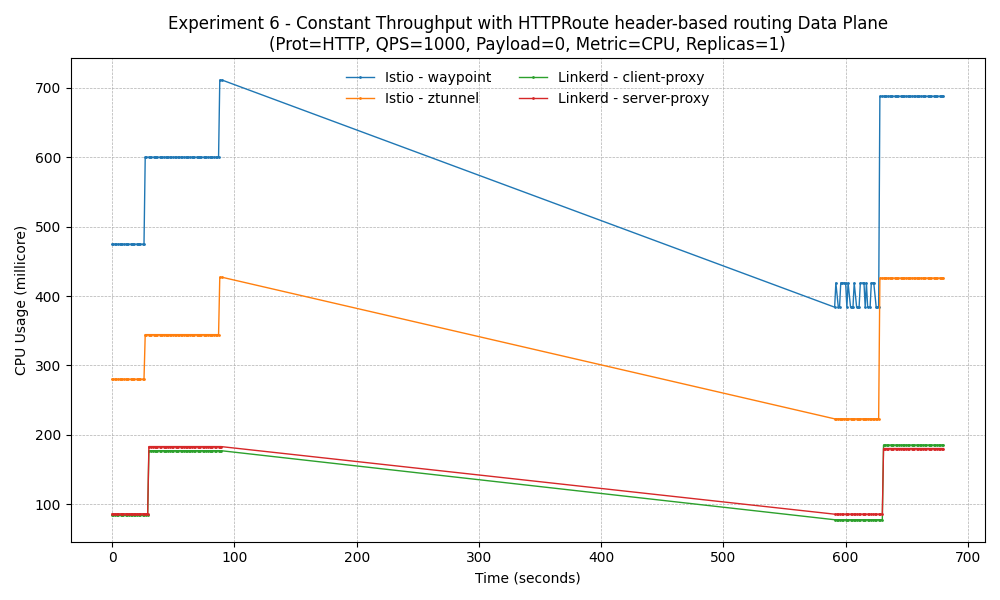 Experiment 6 - Constant Throughput with HTTPRoute header-based routing Data Plane
(Prot=HTTP, QPS=1000, Payload=0, Metric=CPU, Replicas=1)
Istio - waypoint
Istio - ztunnel
Linkerd - client-proxy
Linkerd - server-proxy
CPU Usage (millicore)
700
600
500
400
300
200
100
0
100
200
300
400
500
600
700
Time (seconds)